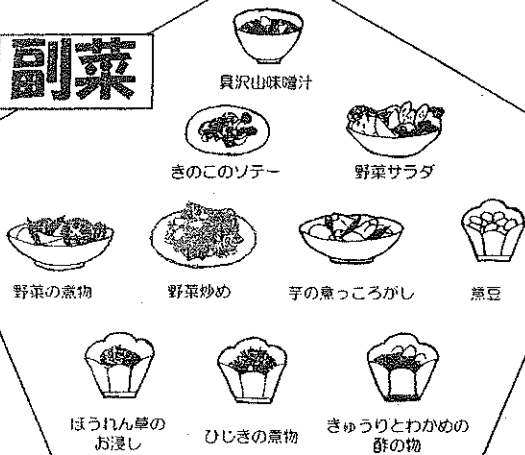 副菜
具沢山味噌汁
きのこのソテー
野菜サラダ
野菜の煮物
野菜炒め
芋の煮っころがし
煮豆
ほうれん草の
お浸し
ひじきの煮物
きゅうりとわかめの
酢の物